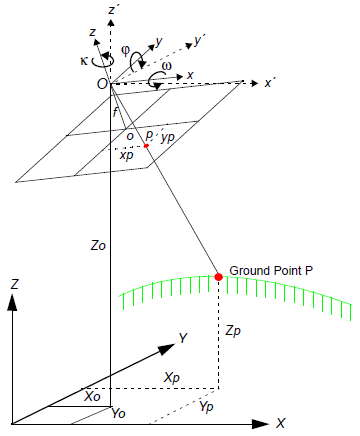 z´
z
φ
y
y´
κ
ω
O
x
x´
f
o
p
yp
xp
Zo
Ground Point P
Z
Y
Zp
Xo
Xp
Yo
Yp
X